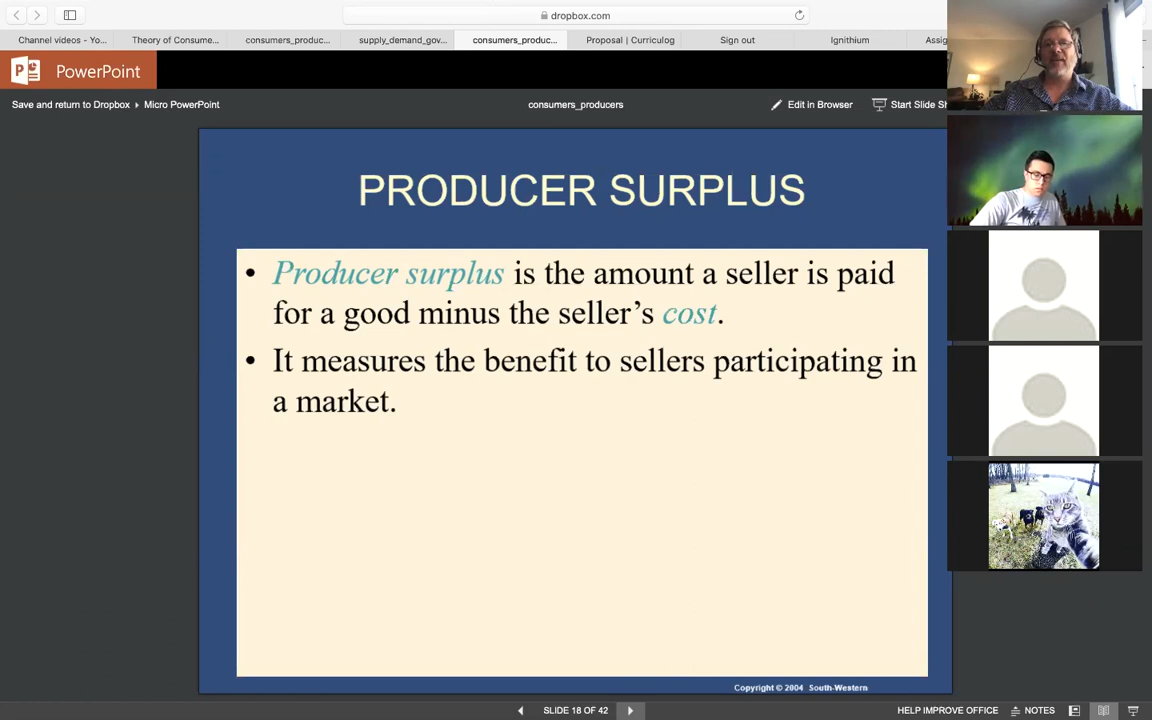 dropbox.com
Channel videos - Yo...
Theory of Consume...
consumers_produc...
supply_demand_gov...
consumers_produc...
Proposal | Curriculog
Sign out
Ignithium
Assig
PowerPoint
Save and return to Dropbox
Micro PowerPoint
consumers_producers
Edit in Browser
Start Slide Sh
PRODUCER SURPLUS
• Producer surplus is the amount a seller is paid
for a good minus the seller’s cost.
• It measures the benefit to sellers participating in
a market.
Copyright © 2004 South-Western
SLIDE 18 OF 42
HELP IMPROVE OFFICE
NOTES